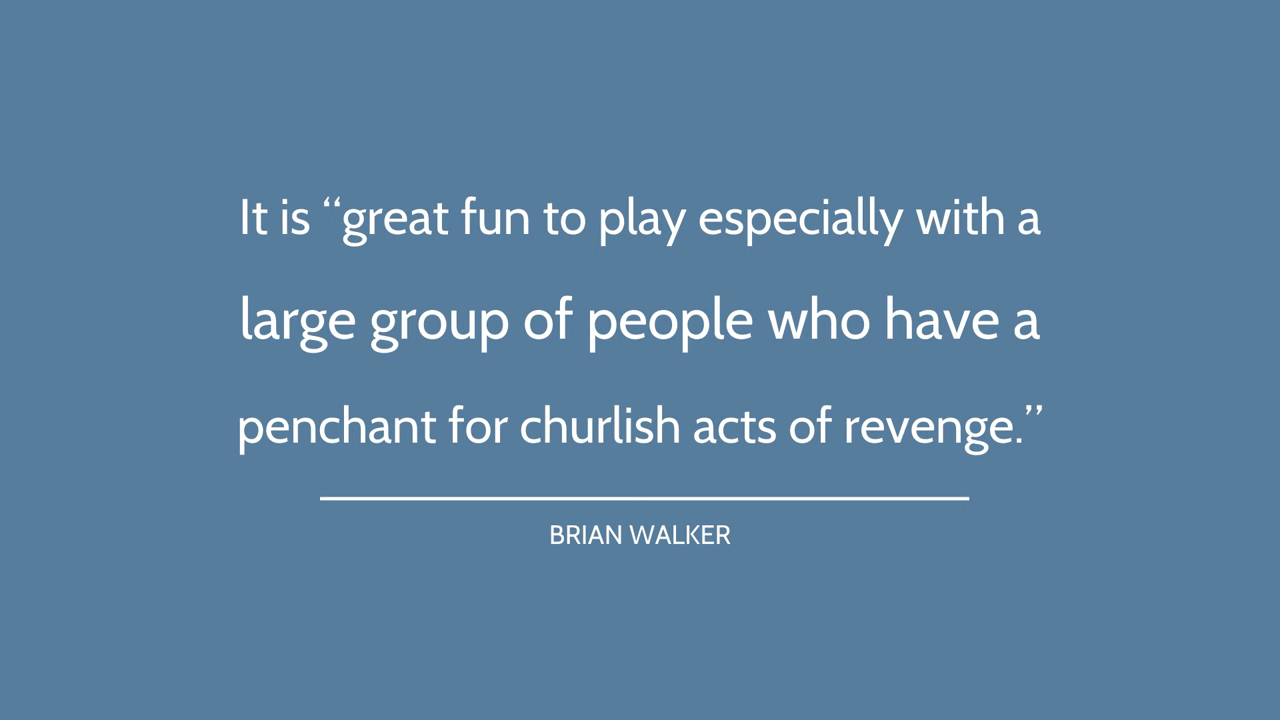 It is “great fun to play especially with a
large group of people who have a
penchant for churlish acts of revenge.”
BRIAN WALKER